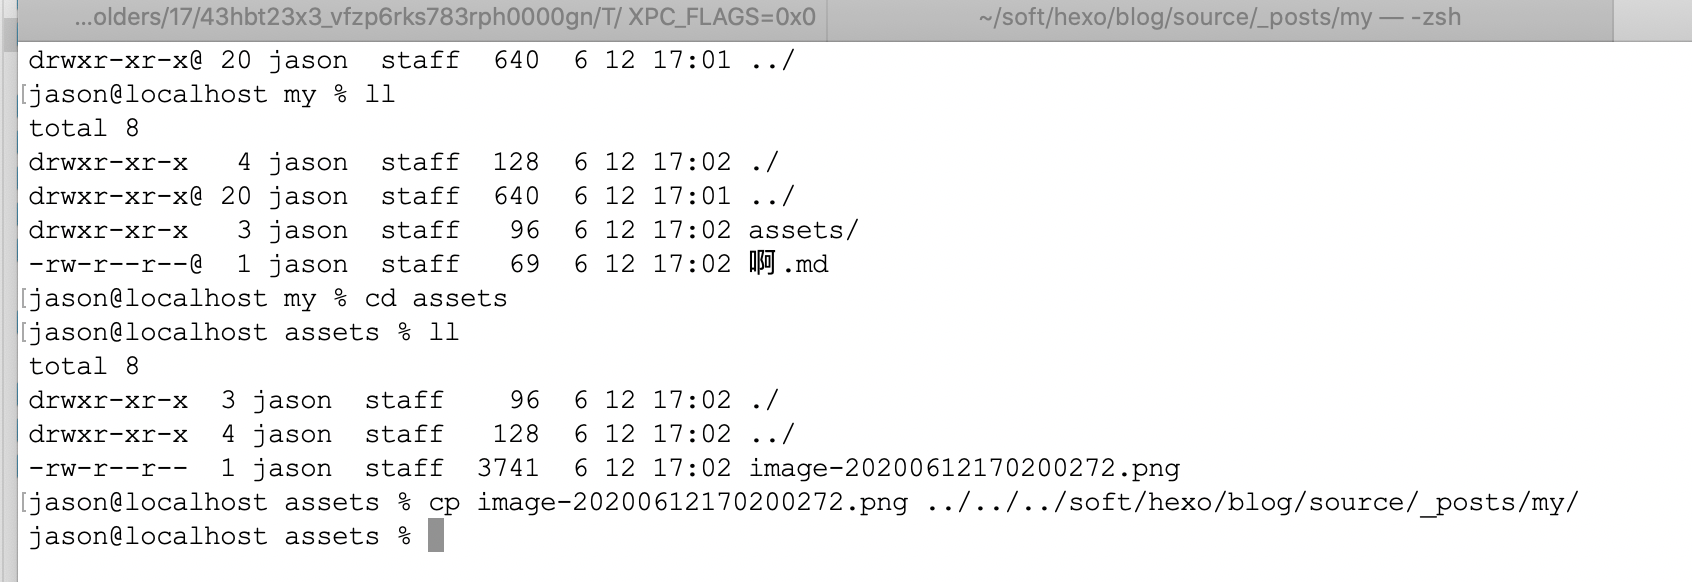 ...olders/17/43hbt23x3_vfzp6rks783rph0000gn/T/ XPC_FLAGS=0x0
~/soft/hexo/blog/source/_posts/my — -zsh
drwxr-xr-x@ 20 jason  staff  640  6 12 17:01 ../
[jason@localhost my % ll
total 8
drwxr-xr-x   4 jason  staff  128  6 12 17:02 ./
drwxr-xr-x@ 20 jason  staff  640  6 12 17:01 ../
drwxr-xr-x   3 jason  staff   96  6 12 17:02 assets/
-rw-r--r--@  1 jason  staff   69  6 12 17:02 啊.md
[jason@localhost my % cd assets
[jason@localhost assets % ll
total 8
drwxr-xr-x  3 jason  staff    96  6 12 17:02 ./
drwxr-xr-x  4 jason  staff   128  6 12 17:02 ../
-rw-r--r--  1 jason  staff  3741  6 12 17:02 image-20200612170200272.png
[jason@localhost assets % cp image-20200612170200272.png ../../../soft/hexo/blog/source/_posts/my/
jason@localhost assets %